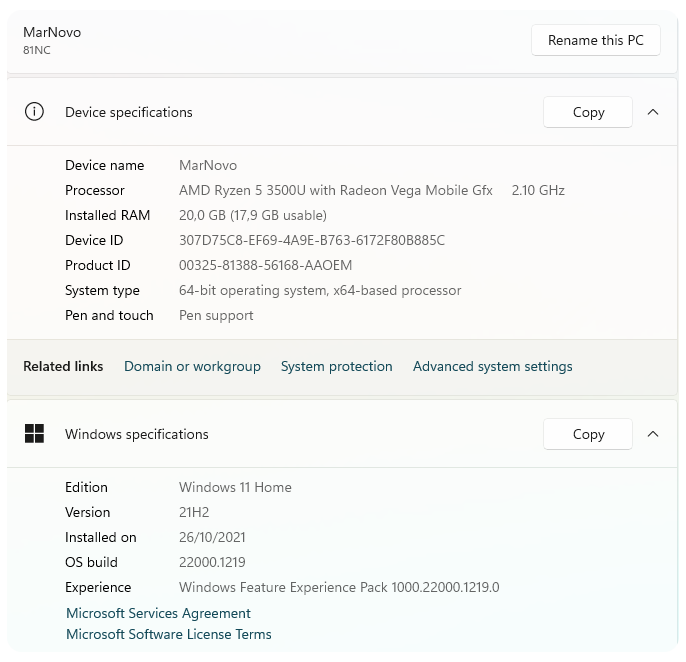 MarNovo
81NC
Rename this PC
Device specifications
Copy
Device name MarNovo
Processor AMD Ryzen 5 3500U with Radeon Vega Mobile Gfx 2.10 GHz
Installed RAM 20,0 GB (17,9 GB usable)
Device ID 307D75C8-EF69-4A9E-B763-6172F80B885C
Product ID 00325-81388-56168-AAOEM
System type 64-bit operating system, x64-based processor
Pen and touch Pen support
Related links Domain or workgroup System protection Advanced system settings
Windows specifications
Copy
Edition Windows 11 Home
Version 21H2
Installed on 26/10/2021
OS build 22000.1219
Experience Windows Feature Experience Pack 1000.22000.1219.0
Microsoft Services Agreement
Microsoft Software License Terms